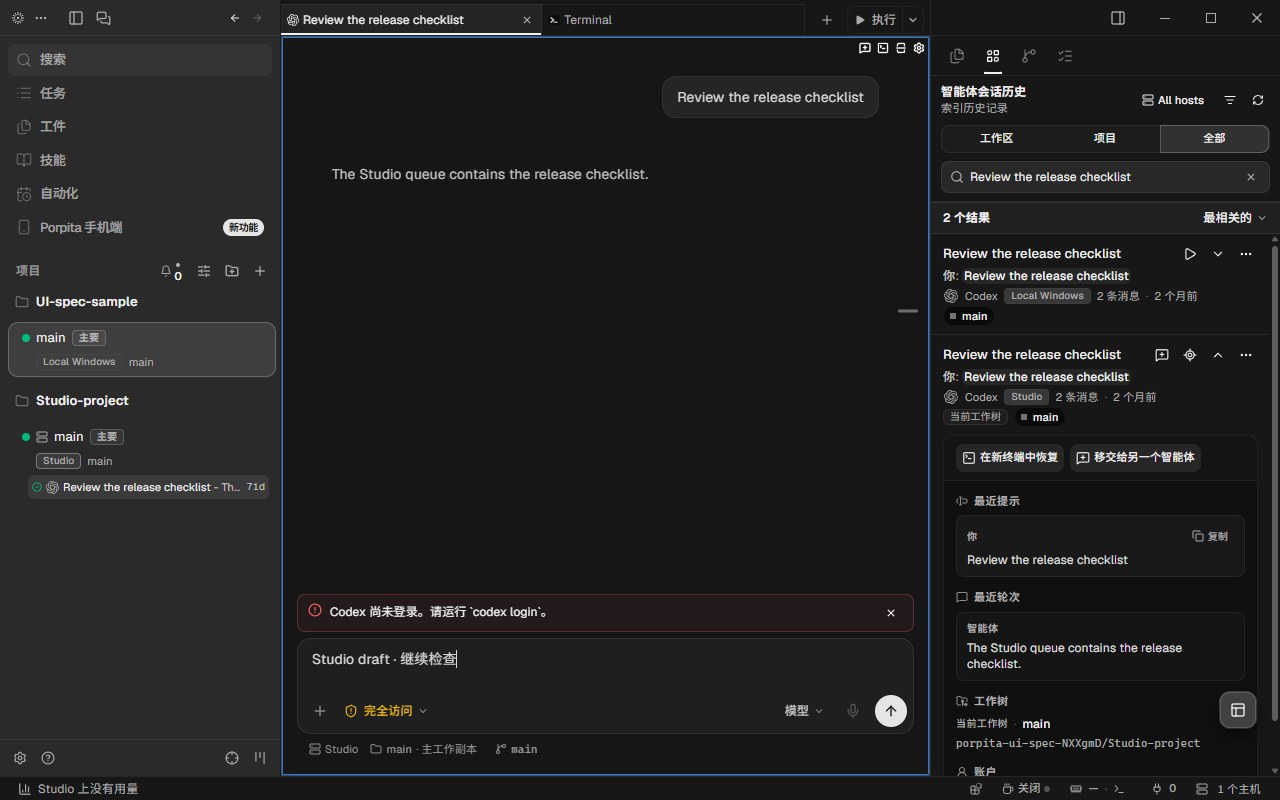 搜索
任务
工件
技能
自动化
Porpita 手机端 新功能
项目 0
UI-spec-sample
main 主要
Local Windows main
Studio-project
main 主要
Studio main
Review the release checklist - Th... 71d
Studio 上没有用量
Review the release checklist
Terminal
执行
Review the release checklist
The Studio queue contains the release checklist.
Codex 尚未登录。请运行 `codex login`。
Studio draft · 继续检查
完全访问
模型
Studio main · 主工作副本 main
智能体会话历史
索引历史记录
All hosts
工作区 项目 全部
Review the release checklist
2 个结果 最相关的
Review the release checklist
你: Review the release checklist
Codex Local Windows 2 条消息 · 2 个月前
main
Review the release checklist
你: Review the release checklist
Codex Studio 2 条消息 · 2 个月前
当前工作树 main
在新终端中恢复 移交给另一个智能体
最近提示
你 复制
Review the release checklist
最近轮次
智能体
The Studio queue contains the release
checklist.
工作树
当前工作树 · main
porpita-ui-spec-NXXgmD/Studio-project
账户
关闭 — · 0 1 个主机